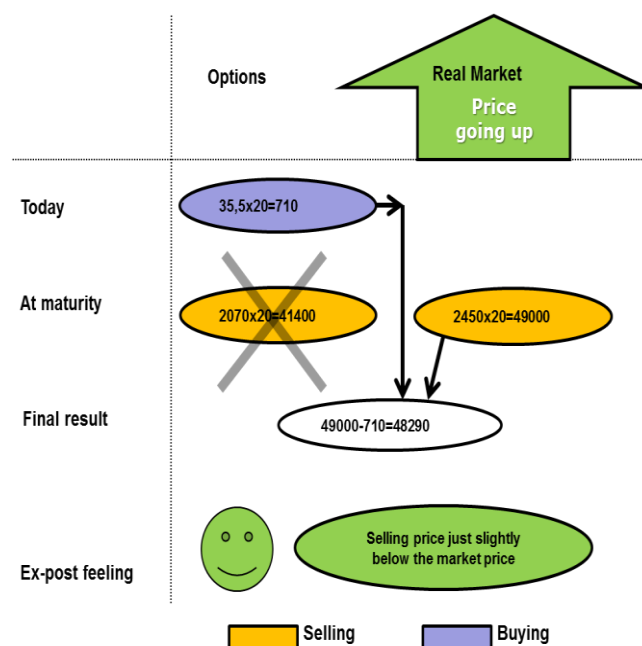 Options
Real Market
Price
going up
Today
35,5x20=710
At maturity
2070x20=41400
2450x20=49000
Final result
49000-710=48290
Ex-post feeling
Selling price just slightly
below the market price
Selling
Buying